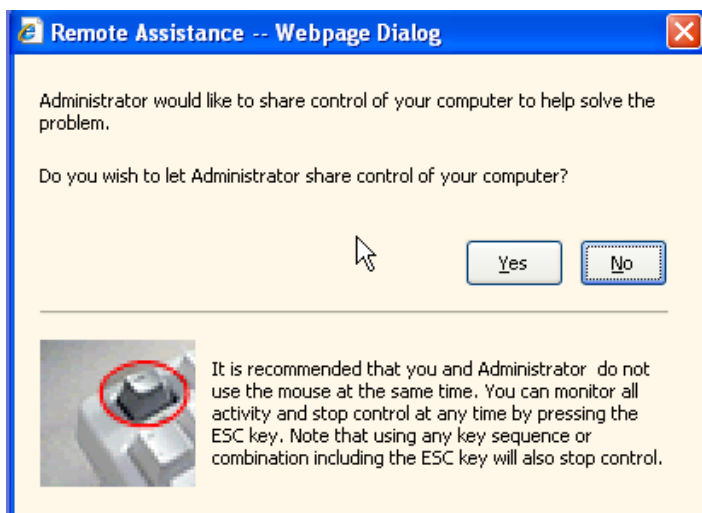 Remote Assistance -- Webpage Dialog
Administrator would like to share control of your computer to help solve the
problem.
Do you wish to let Administrator share control of your computer?
Yes
No
It is recommended that you and Administrator do not
use the mouse at the same time. You can monitor all
activity and stop control at any time by pressing the
ESC key. Note that using any key sequence or
combination including the ESC key will also stop control.